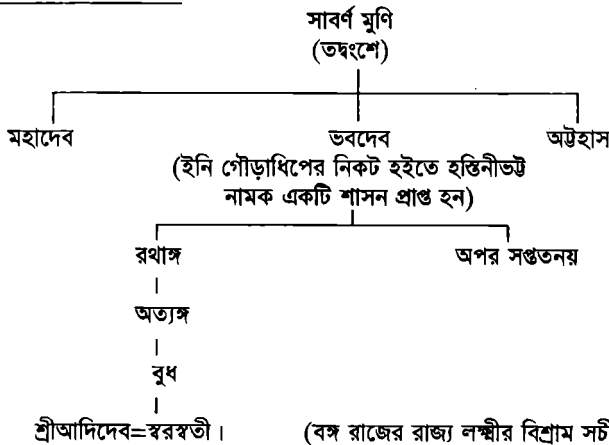 সাবর্ণ মুণি
(তদ্বংশে)
মহাদেব ভবদেব অট্টহাস
(ইনি গৌড়াধিপের নিকট হইতে হস্তিনীভট্ট
নামক একটি শাসন প্রাপ্ত হন)
রথাঙ্গ অপর সপ্ততনয়
অত্যঙ্গ
বুধ
শ্রীআদিদেব=স্বরস্বতী। (বঙ্গ রাজের রাজ্য লক্ষ্মীর বিশ্রাম সচী